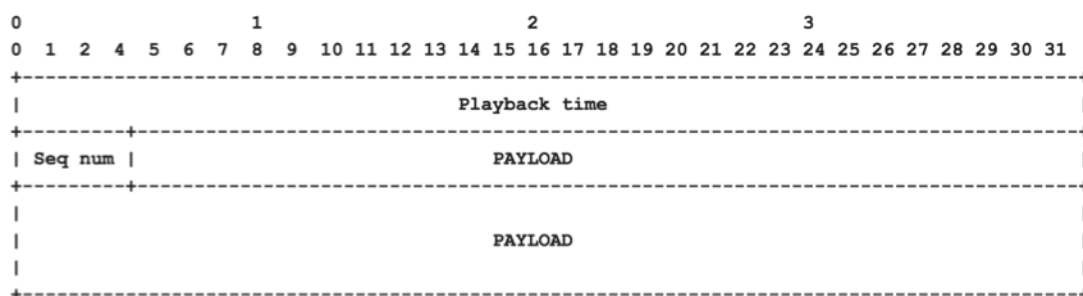 0 1 2 3
0 1 2 4 5 6 7 8 9 10 11 12 13 14 15 16 17 18 19 20 21 22 23 24 25 26 27 28 29 30 31
Playback time
Seq num | PAYLOAD
PAYLOAD